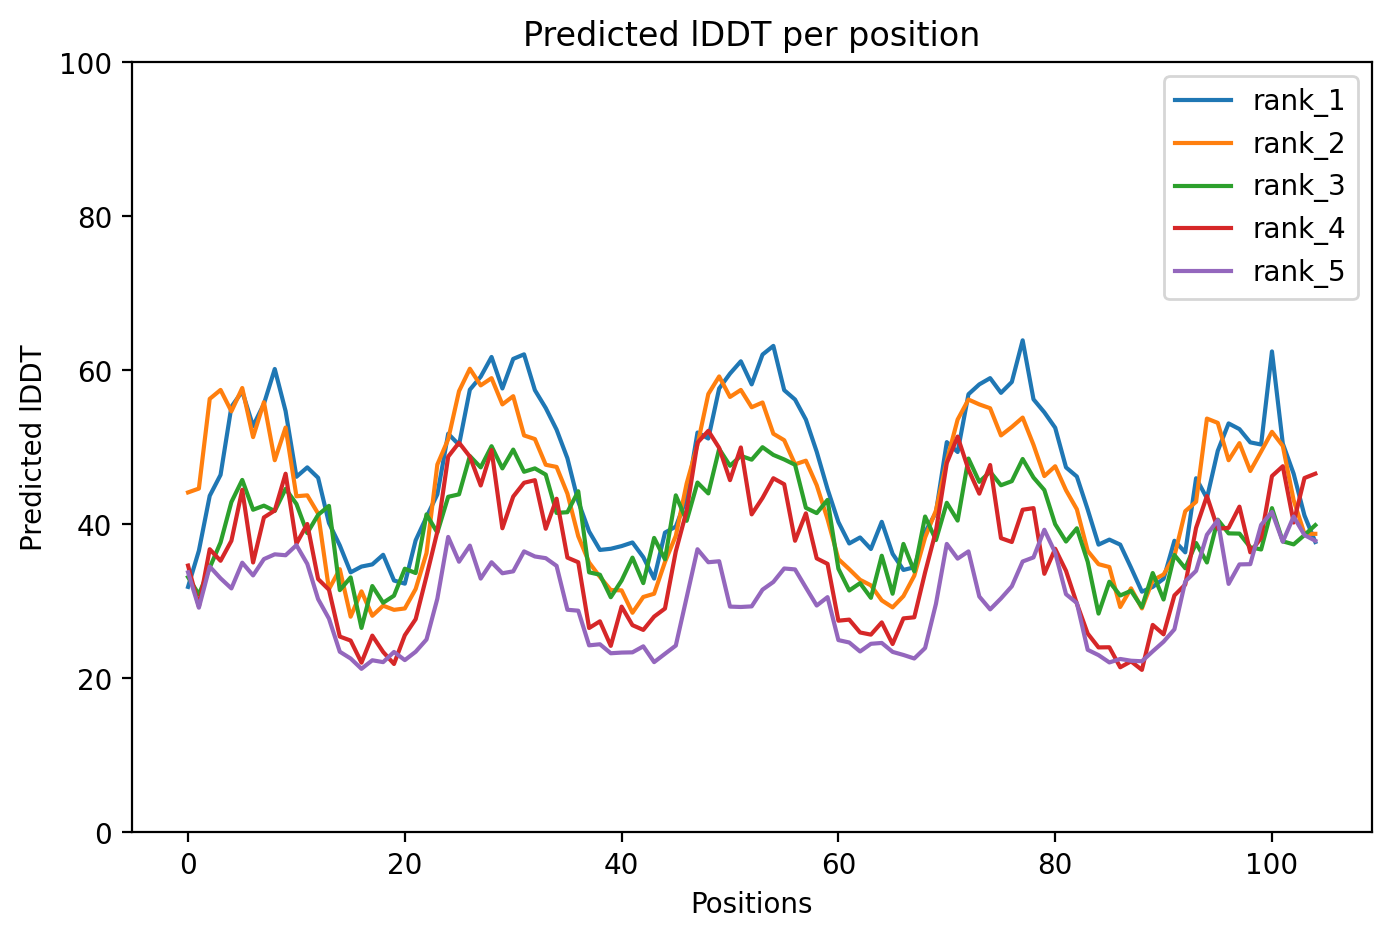 Predicted lDDT per position
100
80
60
40
20
0
Predicted lDDT
rank_1
rank_2
rank_3
rank_4
rank_5
0 20 40 60 80 100
Positions